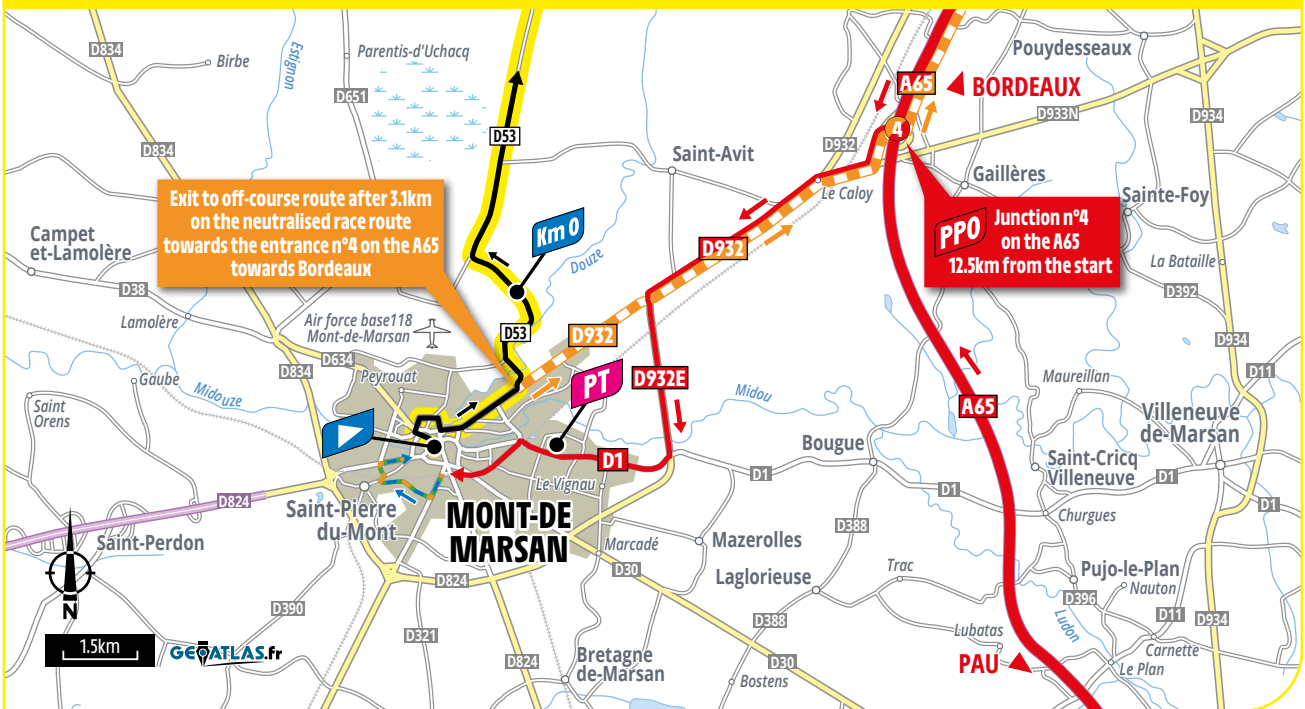 D834
Birbe
Estignon
Parentis-d'Uchacq
D651
D834
D53
Pouydesseaux
A65
BORDEAUX
D933N
D934
4
D932
Saint-Avit
Le Caloy
Gaillères
Sainte-Foy
Exit to off-course route after 3.1km
on the neutralised race route
towards the entrance n°4 on the A65
towards Bordeaux
Km 0
Douze
PPO
Junction n°4
on the A65
12.5km from the start
La Bataille
D392
Campet
et-Lamolère
D38
Lamolère
Air force base118
Mont-de-Marsan
D53
D932
D932
D634
D834
Peyrouat
Gaube
Midouze
Saint
Orens
PT
D932E
Midou
D934
D11
Maureillan
A65
Villeneuve
de-Marsan
Bougue
D1
D1
Le Vignau
D1
Saint-Cricq
Villeneuve
D1
D1
Churgues
D824
Saint-Pierre
du-Mont
MONT-DE
MARSAN
Saint-Perdon
Marcadé
Mazerolles
D388
D30
Laglorieuse
Trac
Pujo-le-Plan
Nauton
D396
D11
D934
N
D824
D390
D321
D388
Lubatas
Ludon
Carnette
Le Plan
PAU
1.5km
GEOATLAS.fr
D824
Bretagne
de-Marsan
D30
Bostens